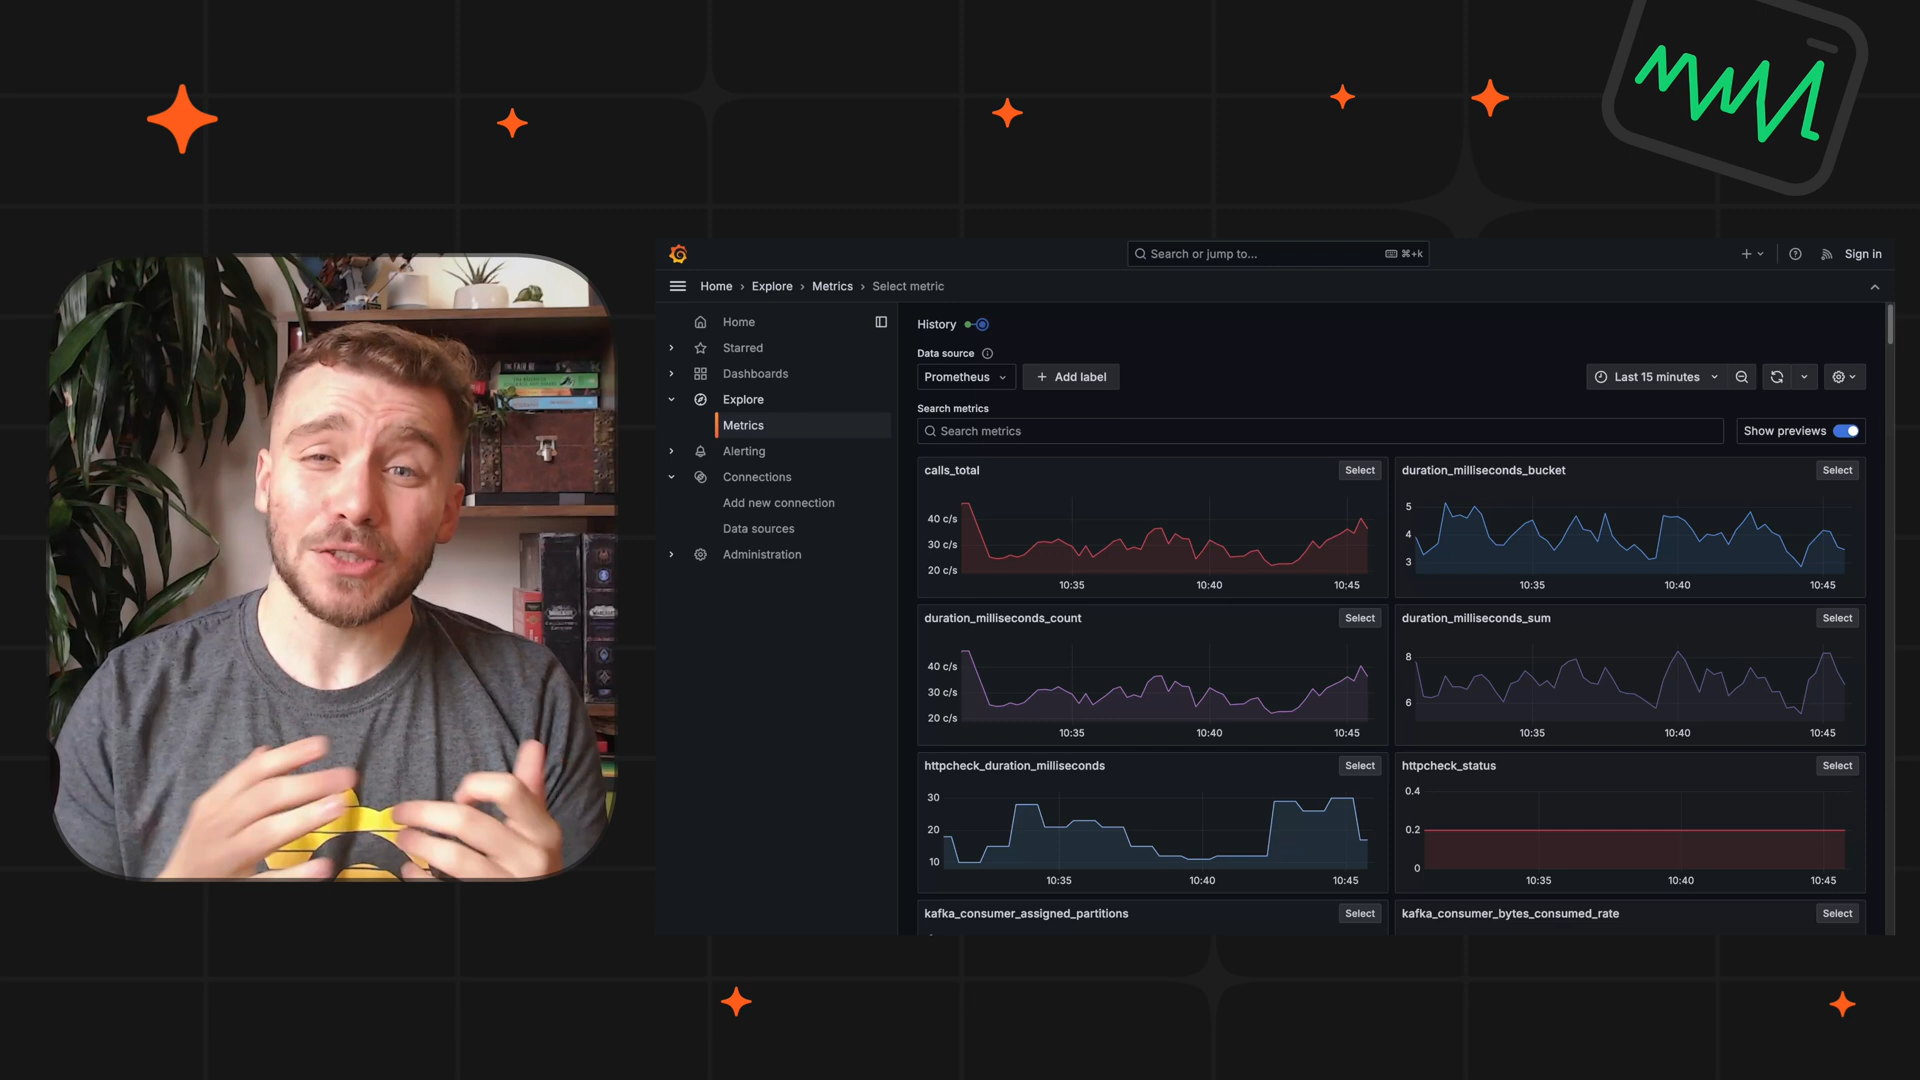 Search or jump to...
⌘+k
Sign in
Home › Explore › Metrics › Select metric
Home
Starred
Dashboards
Explore
Metrics
Alerting
Connections
Add new connection
Data sources
Administration
History
Data source
Prometheus
+ Add label
Last 15 minutes
Search metrics
Search metrics
Show previews
calls_total
Select
40 c/s
30 c/s
20 c/s
10:35
10:40
10:45
duration_milliseconds_bucket
Select
5
4
3
10:35
10:40
10:45
duration_milliseconds_count
Select
40 c/s
30 c/s
20 c/s
10:35
10:40
10:45
duration_milliseconds_sum
Select
8
6
10:35
10:40
10:45
httpcheck_duration_milliseconds
Select
30
20
10
10:35
10:40
10:45
httpcheck_status
Select
0.4
0.2
0
10:35
10:40
10:45
kafka_consumer_assigned_partitions
Select
kafka_consumer_bytes_consumed_rate
Select